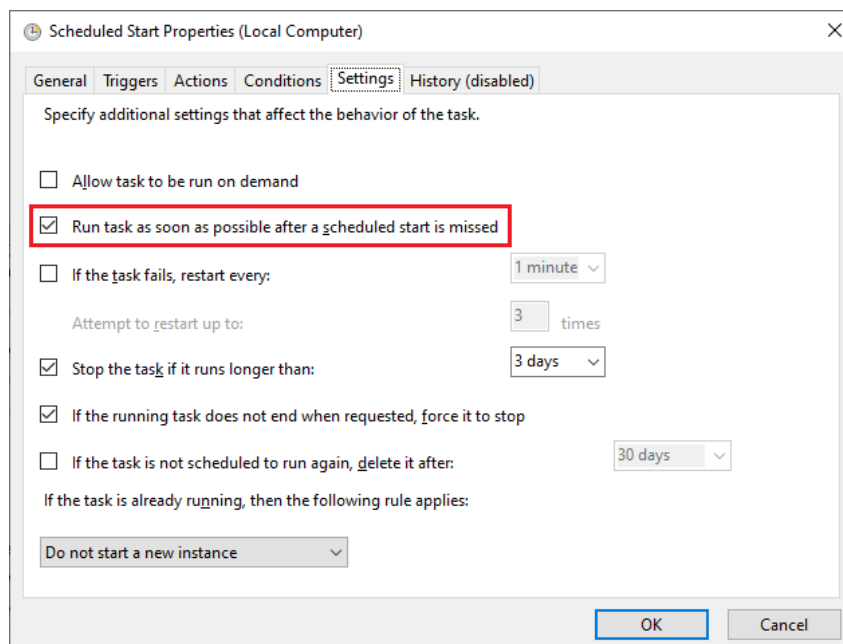 Scheduled Start Properties (Local Computer)
General Triggers Actions Conditions Settings History (disabled)
Specify additional settings that affect the behavior of the task.
Allow task to be run on demand
Run task as soon as possible after a scheduled start is missed
If the task fails, restart every: 1 minute
Attempt to restart up to: 3 times
Stop the task if it runs longer than: 3 days
If the running task does not end when requested, force it to stop
If the task is not scheduled to run again, delete it after: 30 days
If the task is already running, then the following rule applies:
Do not start a new instance
OK Cancel